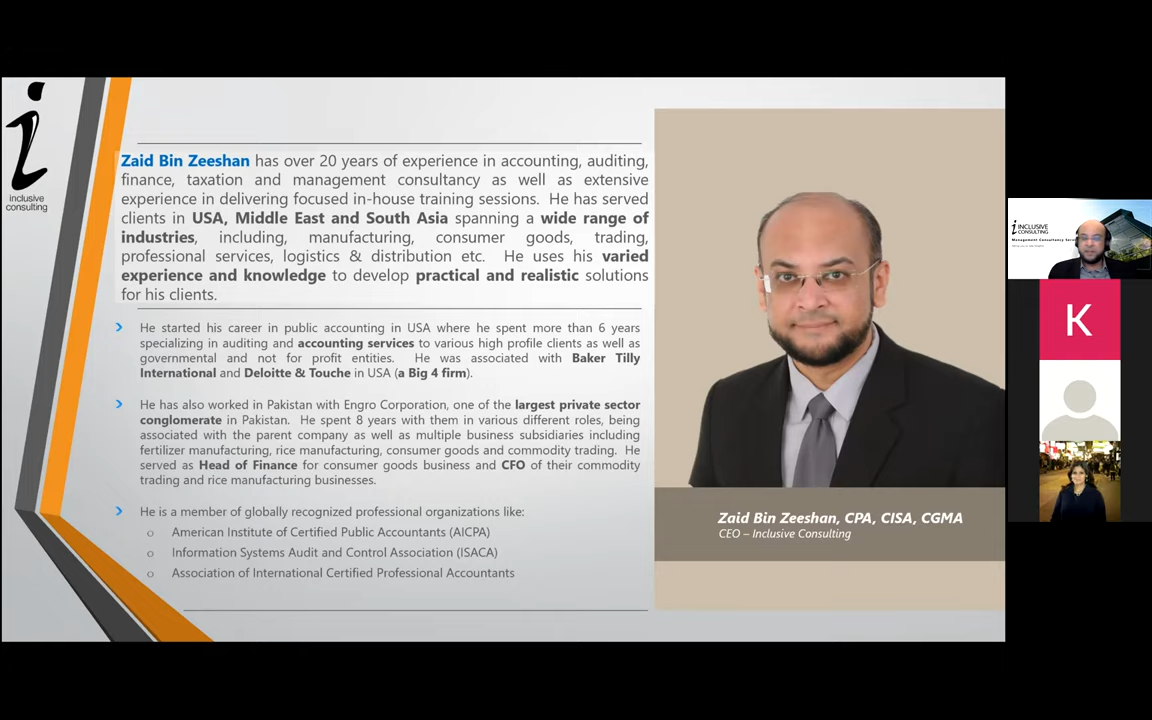 i
inclusive
consulting
Zaid Bin Zeeshan has over 20 years of experience in accounting, auditing,
finance, taxation and management consultancy as well as extensive
experience in delivering focused in-house training sessions. He has served
clients in USA, Middle East and South Asia spanning a wide range of
industries, including, manufacturing, consumer goods, trading,
professional services, logistics & distribution etc. He uses his varied
experience and knowledge to develop practical and realistic solutions
for his clients.
He started his career in public accounting in USA where he spent more than 6 years
specializing in auditing and accounting services to various high profile clients as well as
governmental and not for profit entities. He was associated with Baker Tilly
International and Deloitte & Touche in USA (a Big 4 firm).
He has also worked in Pakistan with Engro Corporation, one of the largest private sector
conglomerate in Pakistan. He spent 8 years with them in various different roles, being
associated with the parent company as well as multiple business subsidiaries including
fertilizer manufacturing, rice manufacturing, consumer goods and commodity trading. He
served as Head of Finance for consumer goods business and CFO of their commodity
trading and rice manufacturing businesses.
He is a member of globally recognized professional organizations like:
o American Institute of Certified Public Accountants (AICPA)
o Information Systems Audit and Control Association (ISACA)
o Association of International Certified Professional Accountants
Zaid Bin Zeeshan, CPA, CISA, CGMA
CEO – Inclusive Consulting
i INCLUSIVE
CONSULTING
Management Consultancy
K